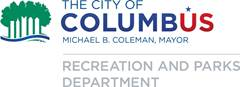 THE CITY OF
COLUMBUS
MICHAEL B. COLEMAN, MAYOR
RECREATION AND PARKS
DEPARTMENT